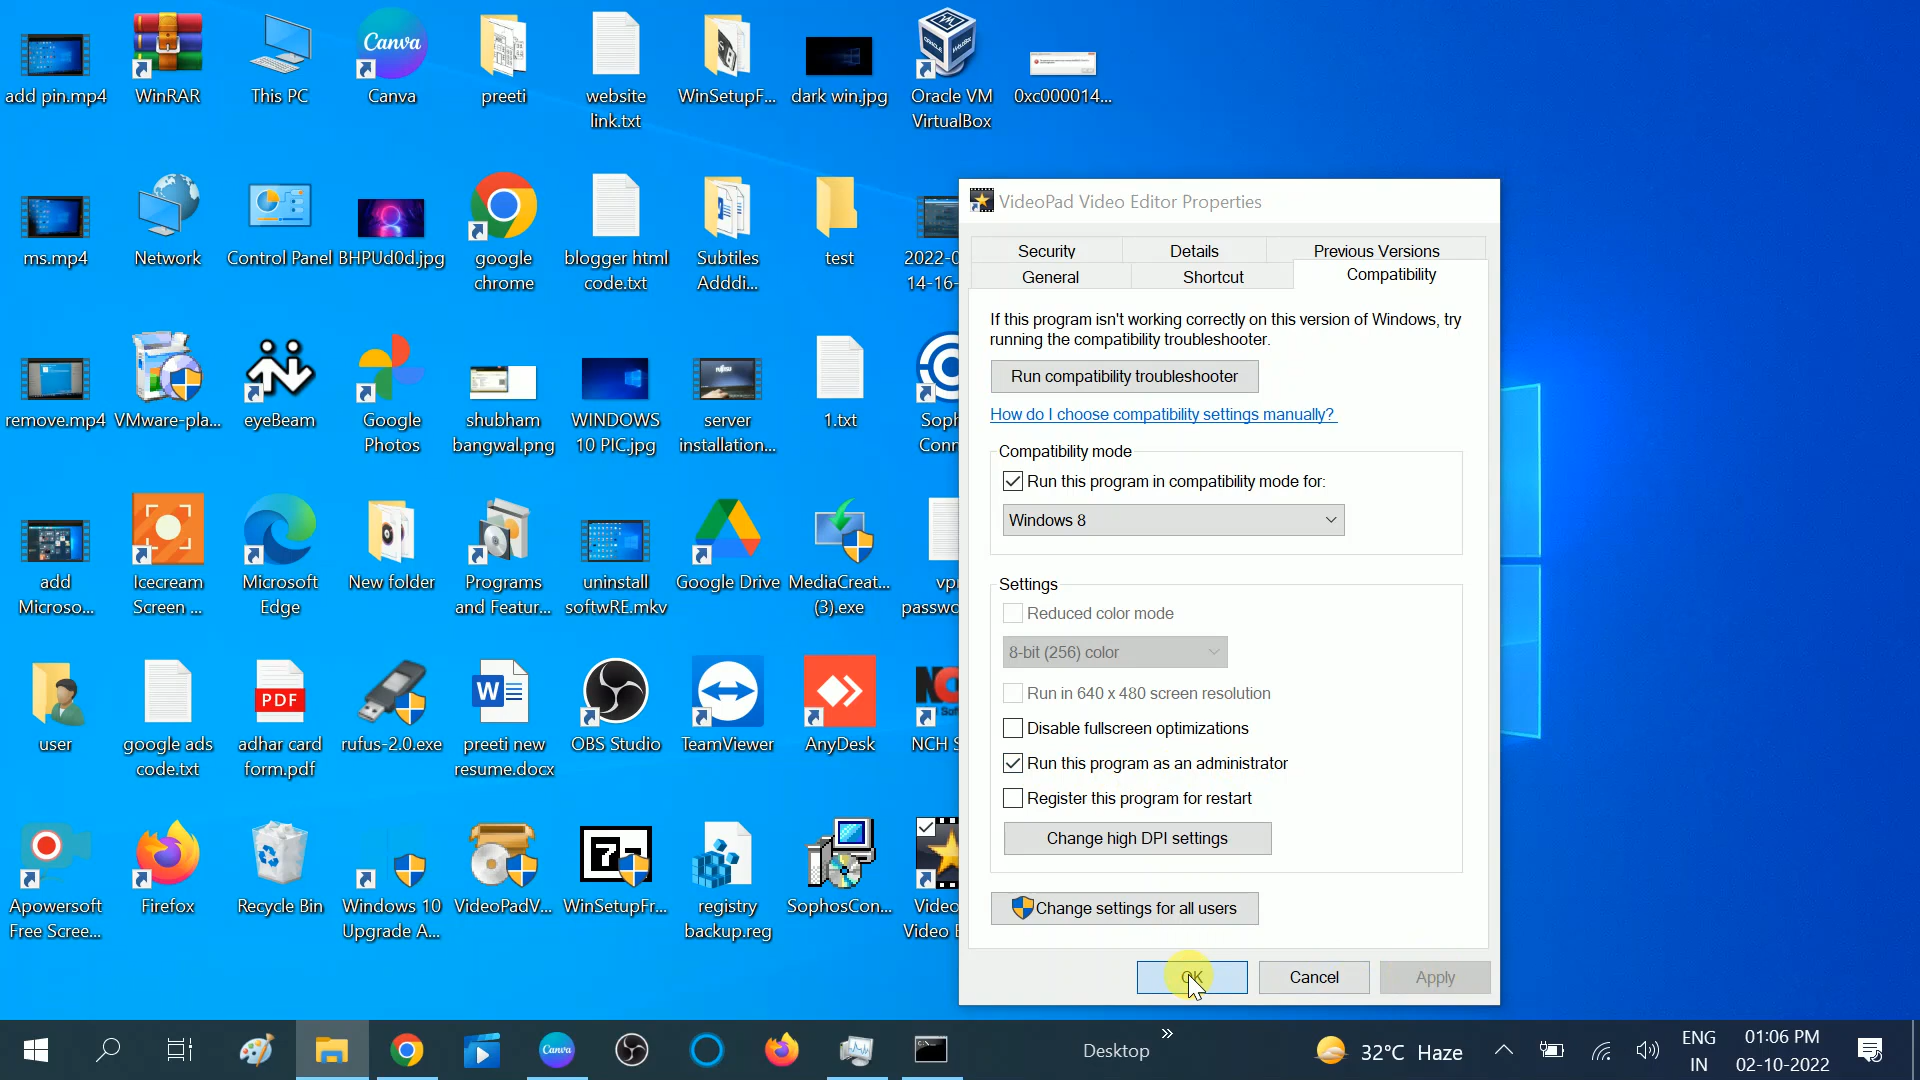 add pin.mp4
WinRAR
This PC
Canva
Canva
preeti
website
link.txt
WinSetupF...
dark win.jpg
Oracle VM
VirtualBox
0xc000014...
ms.mp4
Network
Control Panel
BHPUd0d.jpg
google
chrome
blogger html
code.txt
Subtiles
Adddi...
test
2022-0
14-16-
remove.mp4
VMware-pla...
eyeBeam
Google
Photos
shubham
bangwal.png
WINDOWS
10 PIC.jpg
server
installation...
1.txt
Soph
Conn
add
Microso...
Icecream
Screen ...
Microsoft
Edge
New folder
Programs
and Featur...
uninstall
softwRE.mkv
Google Drive
MediaCreat...
(3).exe
vpn
passwo
user
google ads
code.txt
PDF
adhar card
form.pdf
rufus-2.0.exe
W
preeti new
resume.docx
OBS Studio
TeamViewer
AnyDesk
NCH S
Apowersoft
Free Scree...
Firefox
Recycle Bin
Windows 10
Upgrade A...
VideoPadV...
WinSetupFr...
registry
backup.reg
SophosCon...
Video
Video E
VideoPad Video Editor Properties
Security
Details
Previous Versions
General
Shortcut
Compatibility
If this program isn't working correctly on this version of Windows, try
running the compatibility troubleshooter.
Run compatibility troubleshooter
How do I choose compatibility settings manually?
Compatibility mode
Run this program in compatibility mode for:
Windows 8
Settings
Reduced color mode
8-bit (256) color
Run in 640 x 480 screen resolution
Disable fullscreen optimizations
Run this program as an administrator
Register this program for restart
Change high DPI settings
Change settings for all users
OK
Cancel
Apply
Canva
Desktop
32°C Haze
ENG
IN
01:06 PM
02-10-2022